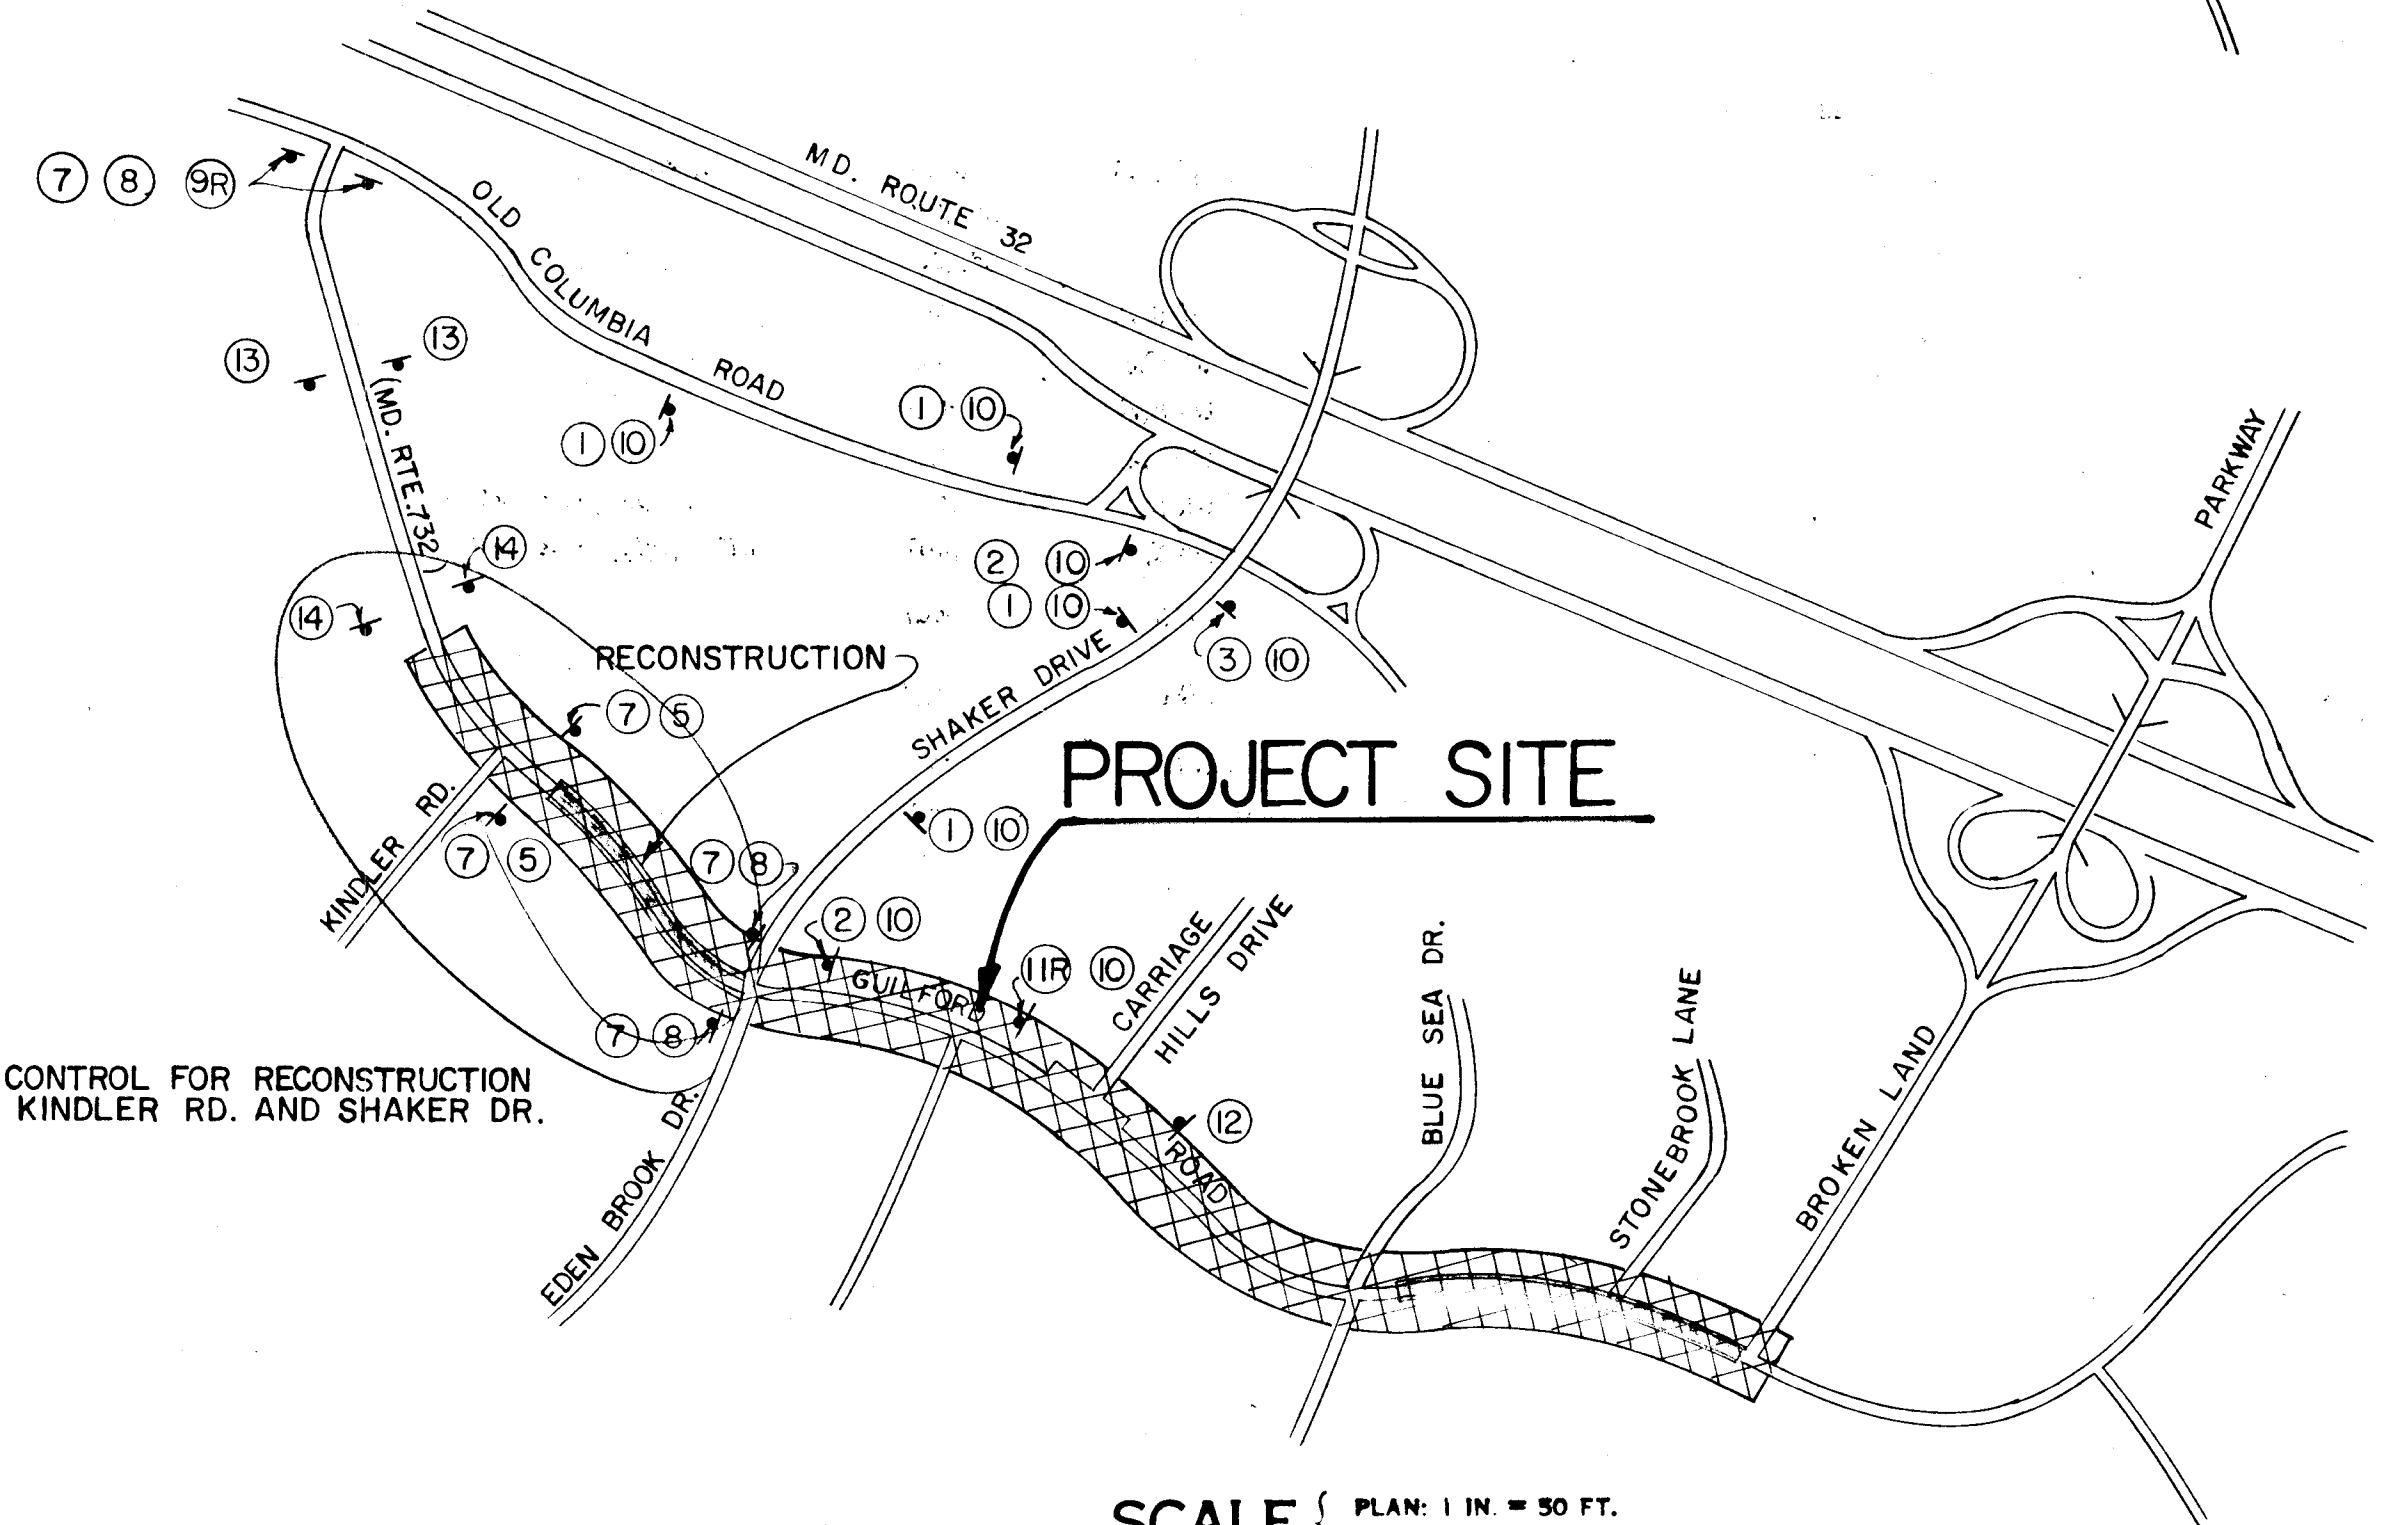 MD. ROUTE 32
7 8 9R
OLD COLUMBIA ROAD
13
13
(MD. RTE. 732)
1 10
1 10
PARKWAY
14
14
2 10
1 10
3 10
RECONSTRUCTION
SHAKER DRIVE
7 5
PROJECT SITE
KINDLER RD.
7 5
1 10
7 8
2 10
GUILFORD
11R 10
CARRIAGE
HILLS DRIVE
BLUE SEA DR.
STONEBROOK LANE
BROKEN LAND
7 8
CONTROL FOR RECONSTRUCTION
KINDLER RD. AND SHAKER DR.
EDEN BROOK DR.
12
ROAD
SCALE { PLAN: 1 IN. = 50 FT.